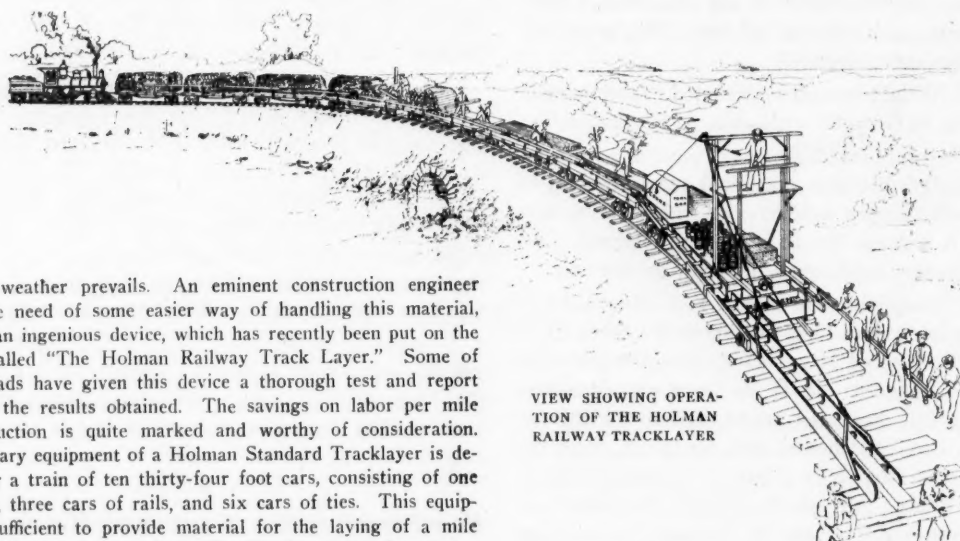 weather prevails. An eminent construction engineer
need of some easier way of handling this material,
an ingenious device, which has recently been put on the
alled "The Holman Railway Track Layer." Some of
ads have given this device a thorough test and report
the results obtained. The savings on labor per mile
uction is quite marked and worthy of consideration.
ary equipment of a Holman Standard Tracklayer is de-
a train of ten thirty-four foot cars, consisting of one
three cars of rails, and six cars of ties. This equip-
ufficient to provide material for the laying of a mile
VIEW SHOWING OPERA-
TION OF THE HOLMAN
RAILWAY TRACKLAYER